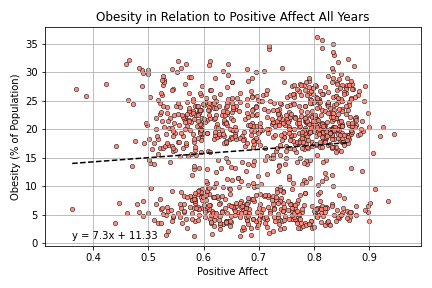 Obesity in Relation to Positive Affect All Years
Obesity (% of Population)
35
30
25
20
15
10
5
0
y = 7.3x + 11.33
0.4 0.5 0.6 0.7 0.8 0.9
Positive Affect